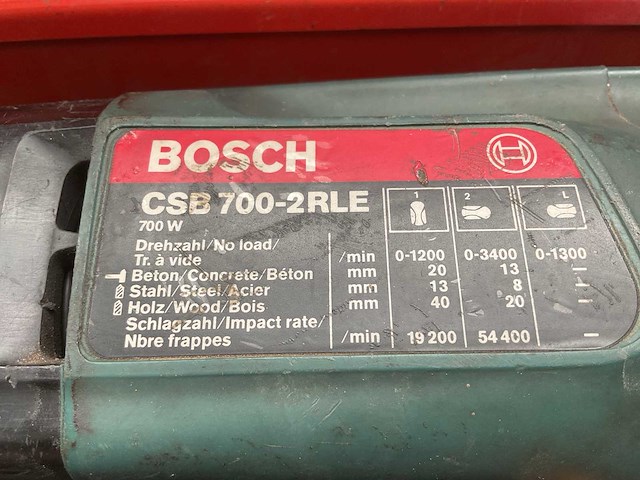 BOSCH
CSB 700-2RLE
700 W
1 2 L
Drehzahl/No load/
Tr. à vide /min 0-1200 0-3400 0-1300
Beton/Concrete/Béton mm 20 13 –
Stahl/Steel/Acier mm 13 8 –
Holz/Wood/Bois mm 40 20 –
Schlagzahl/Impact rate/
Nbre frappes /min 19 200 54 400 –